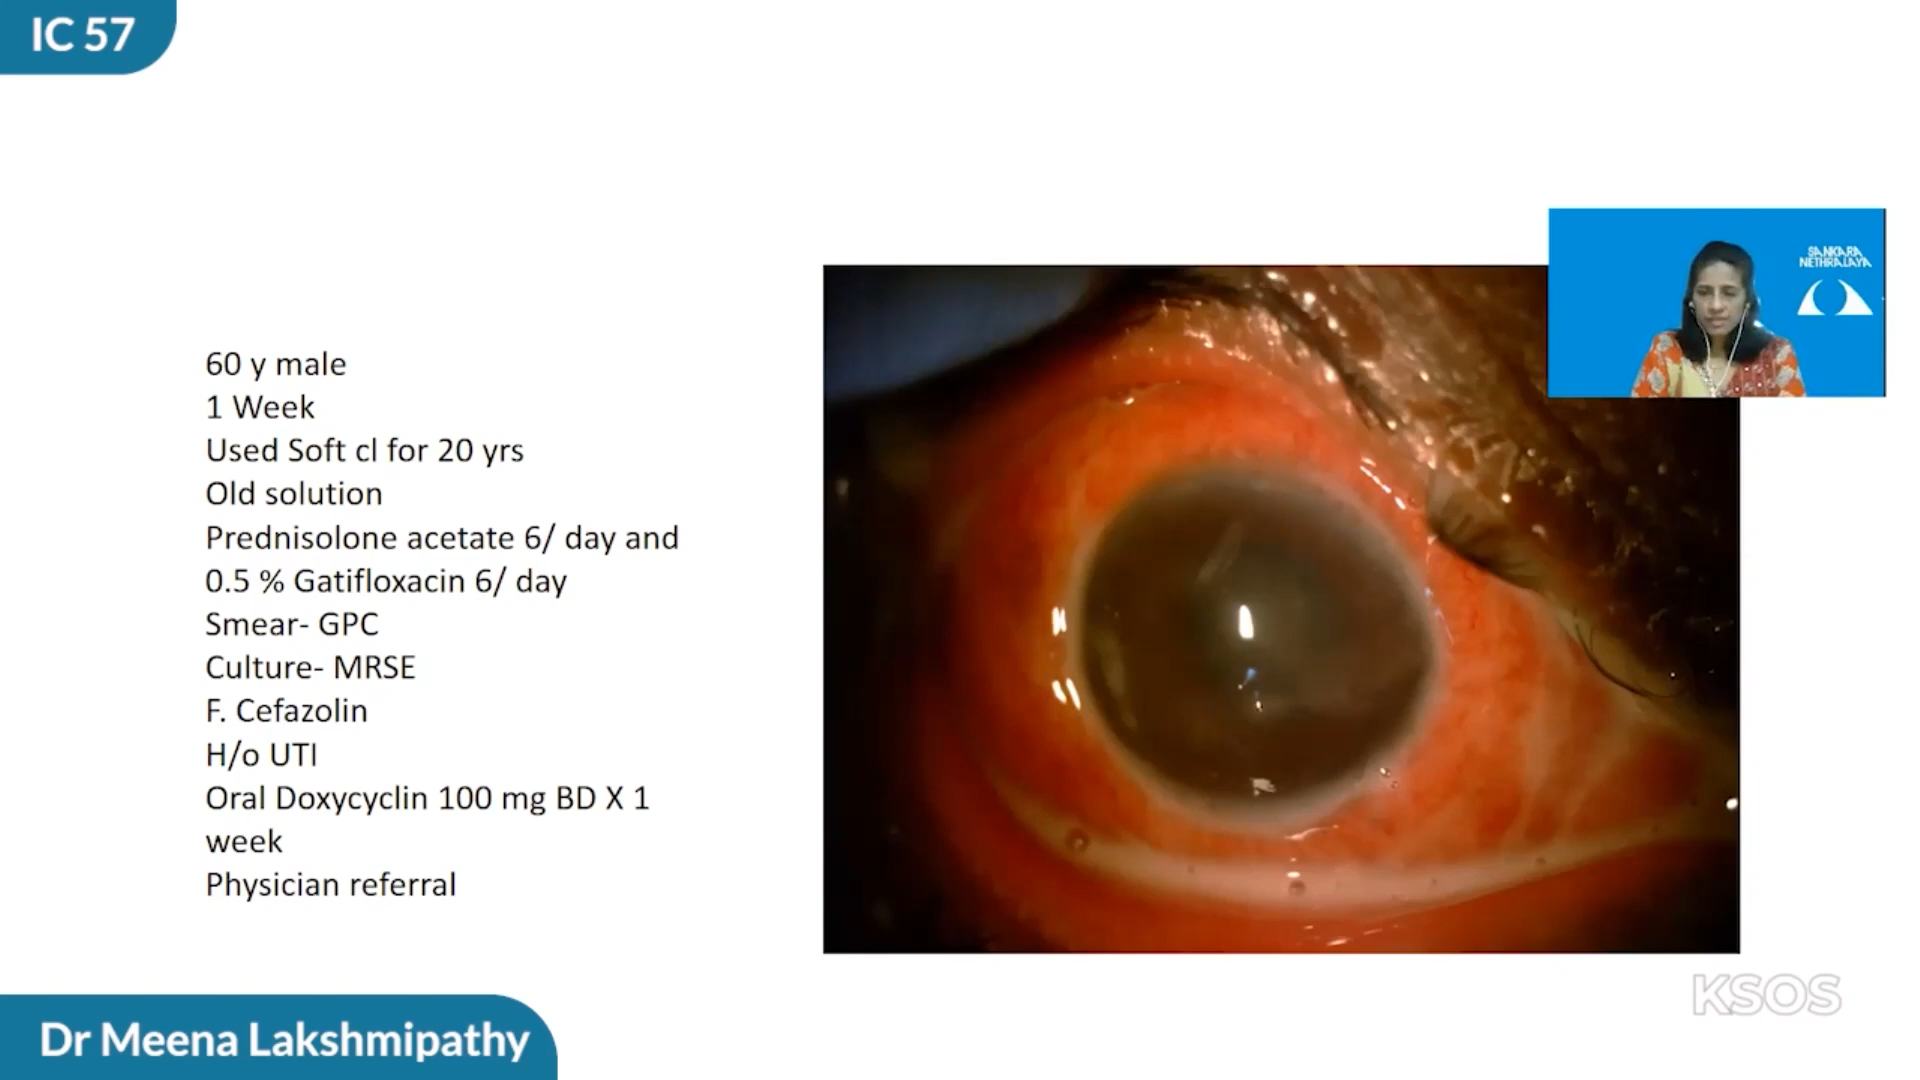 IC 57
SANKARA
NETHRALAYA
60 y male
1 Week
Used Soft cl for 20 yrs
Old solution
Prednisolone acetate 6/ day and
0.5 % Gatifloxacin 6/ day
Smear- GPC
Culture- MRSE
F. Cefazolin
H/o UTI
Oral Doxycyclin 100 mg BD X 1
week
Physician referral
KSOS
Dr Meena Lakshmipathy